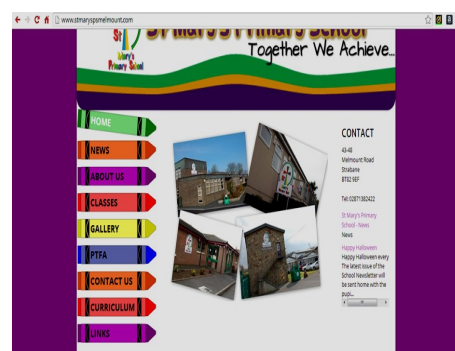 www.stmaryspsmelmount.com
St Mary's Primary School
St
Mary's
Primary School
Together We Achieve...
HOME
NEWS
ABOUT US
CLASSES
GALLERY
PTFA
CONTACT US
CURRICULUM
LINKS
CONTACT
43-48
Melmount Road
Strabane
BT82 9EF
Tel: 02871382422
St Mary's Primary
School - News
News
Happy Halloween
Happy Halloween every
The latest issue of the
School Newsletter will
be sent home with the
pupi...